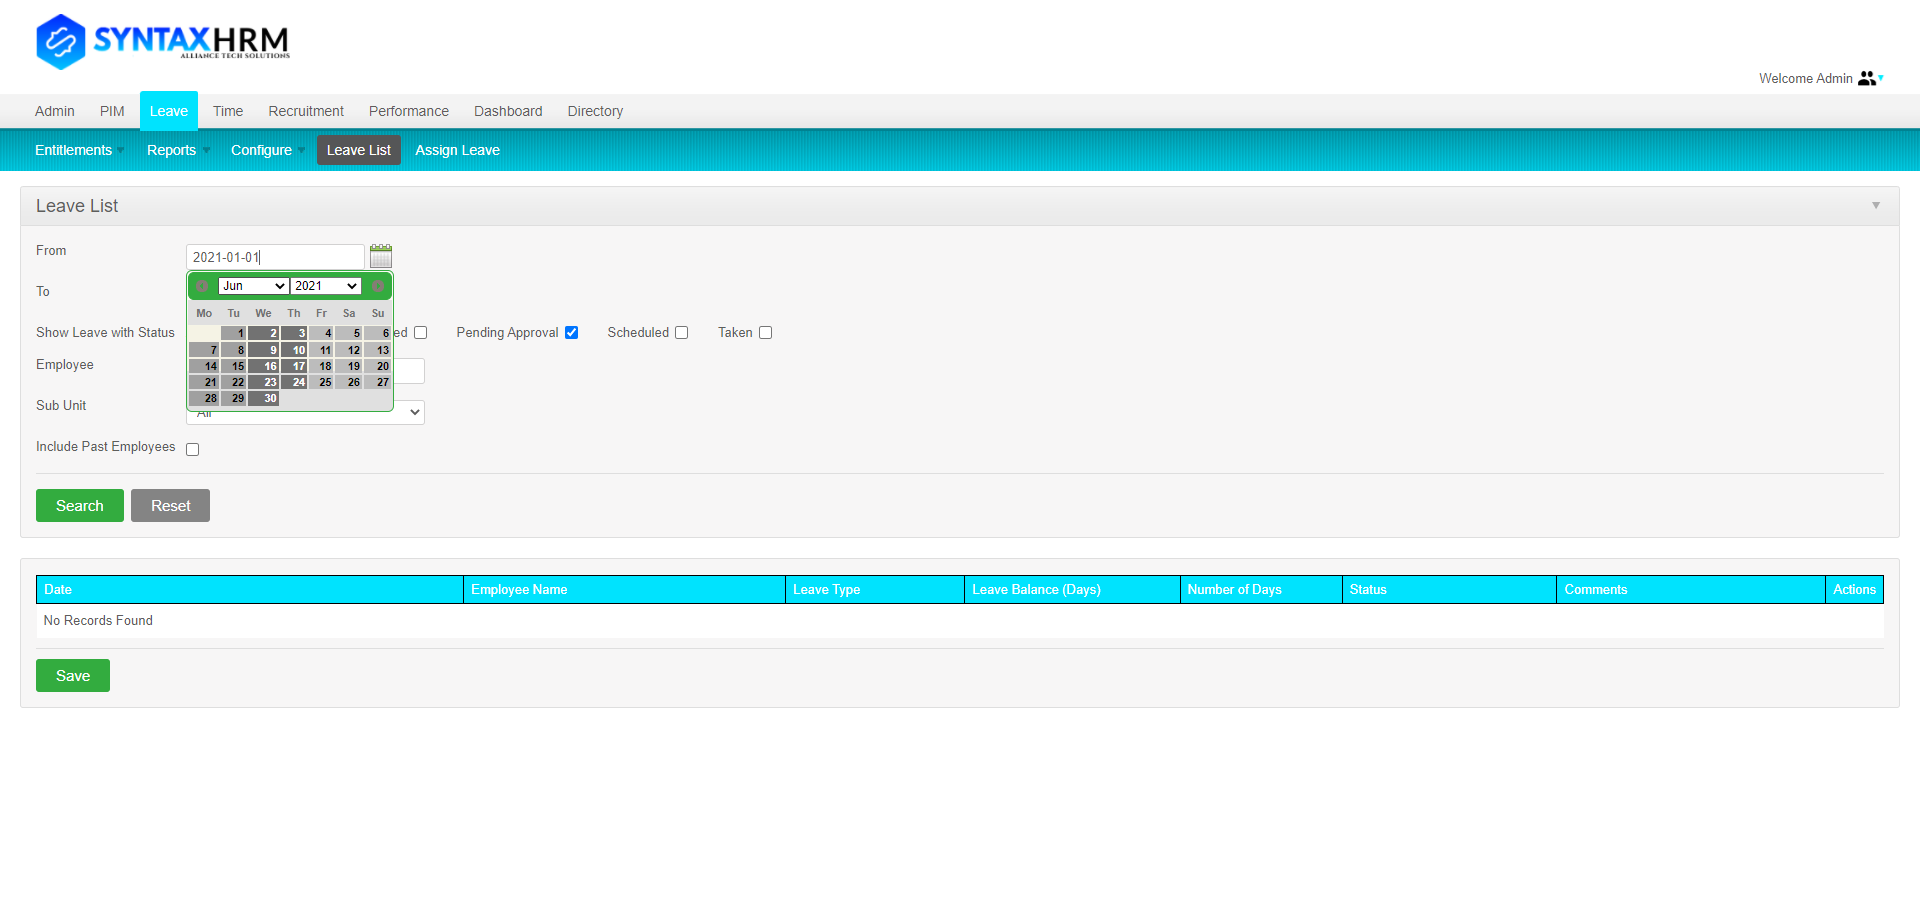 SYNTAXHRM
ALLIANCE TECH SOLUTIONS
Welcome Admin
Admin PIM Leave Time Recruitment Performance Dashboard Directory
Entitlements Reports Configure Leave List Assign Leave
Leave List
From 2021-01-01
Jun 2021
To
Mo Tu We Th Fr Sa Su
Show Leave with Status ed Pending Approval Scheduled Taken
1 2 3 4 5 6
7 8 9 10 11 12 13
Employee
14 15 16 17 18 19 20
21 22 23 24 25 26 27
28 29 30
Sub Unit All
Include Past Employees
Search Reset
Date Employee Name Leave Type Leave Balance (Days) Number of Days Status Comments Actions
No Records Found
Save